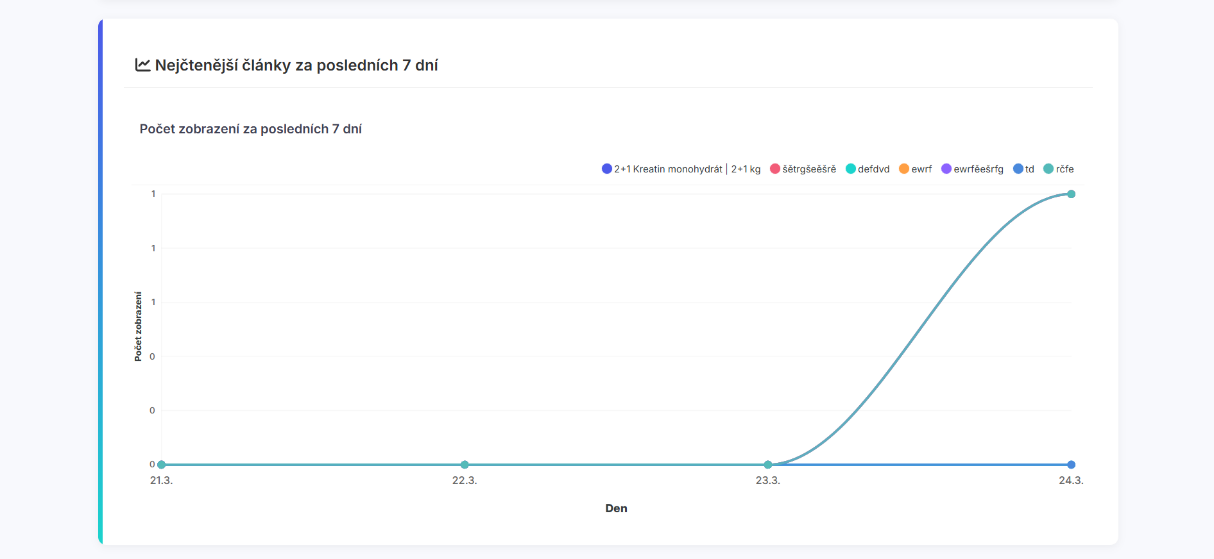 Nejčtenější články za posledních 7 dní
Počet zobrazení za posledních 7 dní
2+1 Kreatin monohydrát | 2+1 kg ššětrgšeěšrě defdvd ewrf ewrfěešrfg td rčfe
1
1
1
0
0
0
Počet zobrazení
21.3. 22.3. 23.3. 24.3.
Den